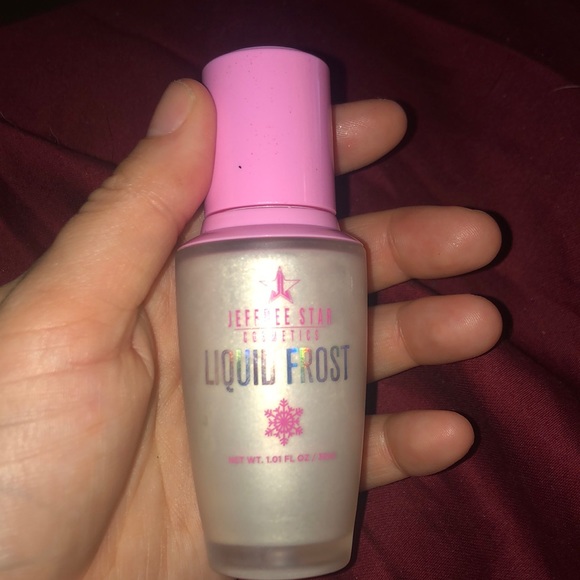 JEFFREE STAR
COSMETICS
LIQUID FROST
NET WT. 1.01 FL OZ /